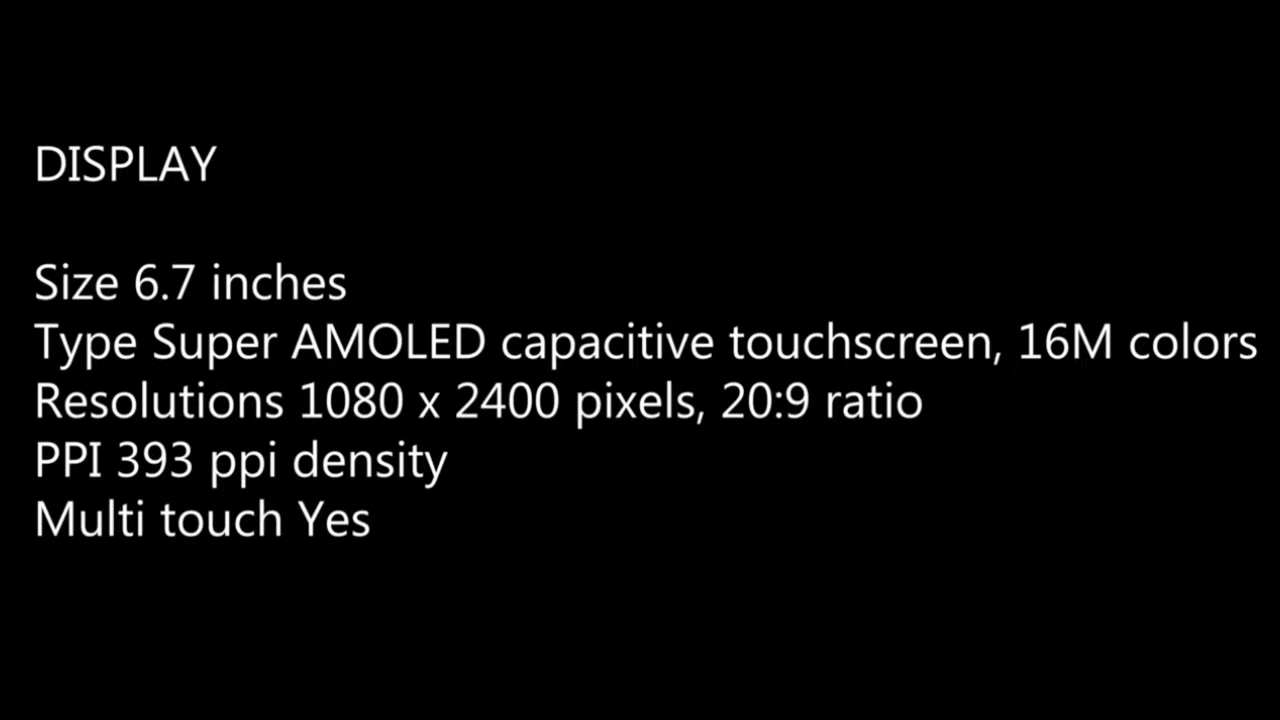 DISPLAY
Size 6.7 inches
Type Super AMOLED capacitive touchscreen, 16M colors
Resolutions 1080 x 2400 pixels, 20:9 ratio
PPI 393 ppi density
Multi touch Yes